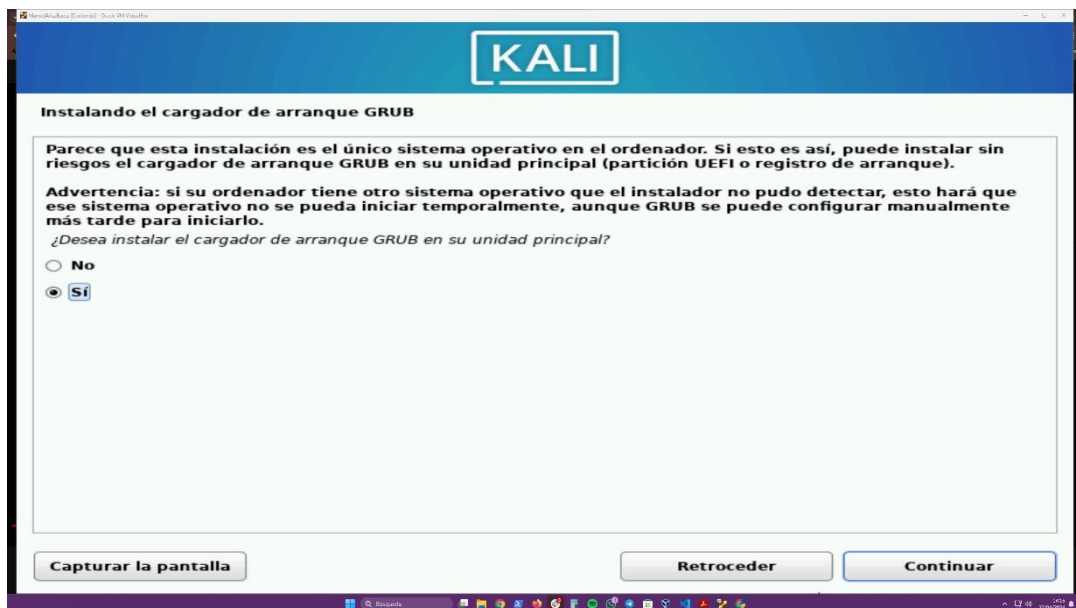 KALI
Instalando el cargador de arranque GRUB
Parece que esta instalación es el único sistema operativo en el ordenador. Si esto es así, puede instalar sin
riesgos el cargador de arranque GRUB en su unidad principal (partición UEFI o registro de arranque).
Advertencia: si su ordenador tiene otro sistema operativo que el instalador no pudo detectar, esto hará que
ese sistema operativo no se pueda iniciar temporalmente, aunque GRUB se puede configurar manualmente
más tarde para iniciarlo.
¿Desea instalar el cargador de arranque GRUB en su unidad principal?
No
Sí
Capturar la pantalla
Retroceder
Continuar
Búsqueda